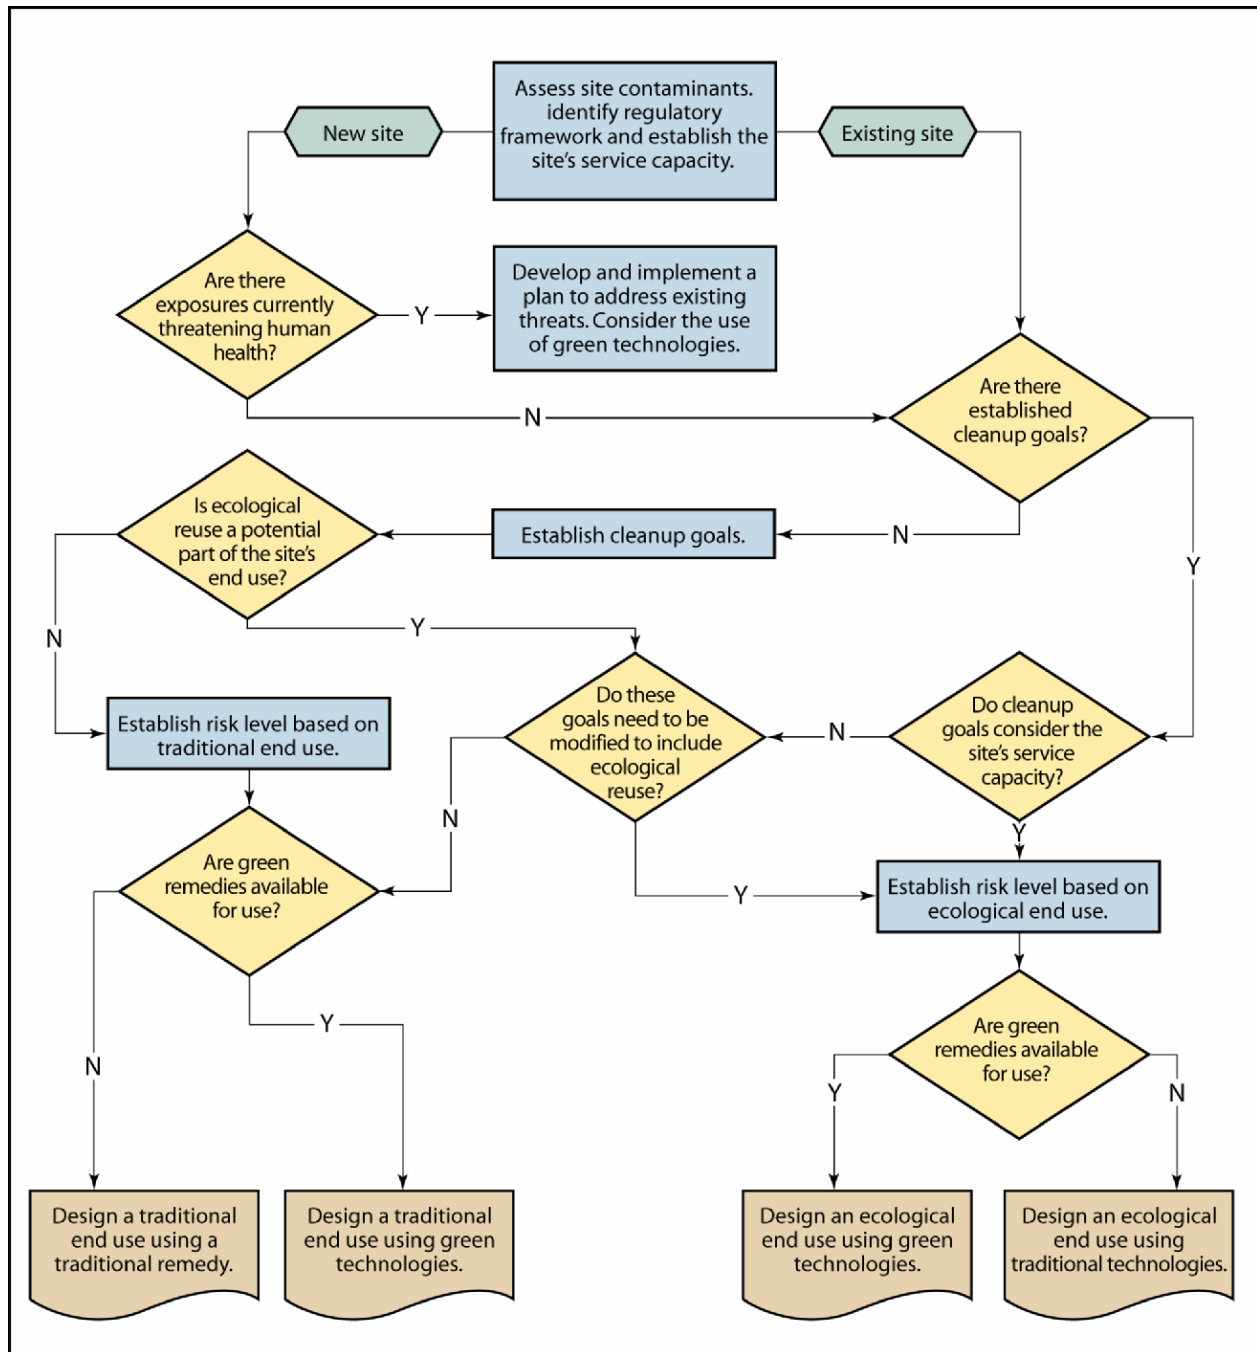 Assess site contaminants.
identify regulatory
framework and establish the
site's service capacity.
New site
Existing site
Are there
exposures currently
threatening human
health?
Y
Develop and implement a
plan to address existing
threats. Consider the use
of green technologies.
Are there
established
cleanup goals?
N
Is ecological
reuse a potential
part of the site's
end use?
Establish cleanup goals.
N
Y
N
Y
Do these
goals need to be
modified to include
ecological
reuse?
N
Do cleanup
goals consider the
site's service
capacity?
Establish risk level based on
traditional end use.
N
Y
Are green
remedies available
for use?
Y
Establish risk level based on
ecological end use.
Y
N
Are green
remedies available
for use?
Y
N
Design a traditional
end use using a
traditional remedy.
Design a traditional
end use using green
technologies.
Design an ecological
end use using green
technologies.
Design an ecological
end use using
traditional technologies.